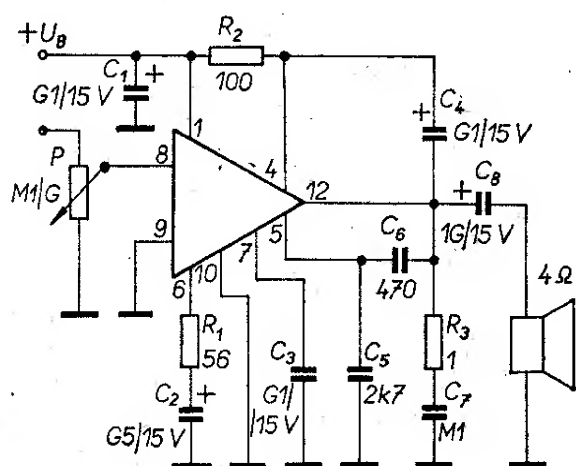 +U_B
R_2
100
C_1 +
G1/15 V
1
4
+ C_4
G1/15 V
P
M1/G
8
9
12
5
6
10
7
+ C_8
1G/15 V
C_6
470
4 Ω
R_1
56
C_2 +
G5/15 V
C_3
G1/
/15 V
C_5
2k7
R_3
1
C_7
M1